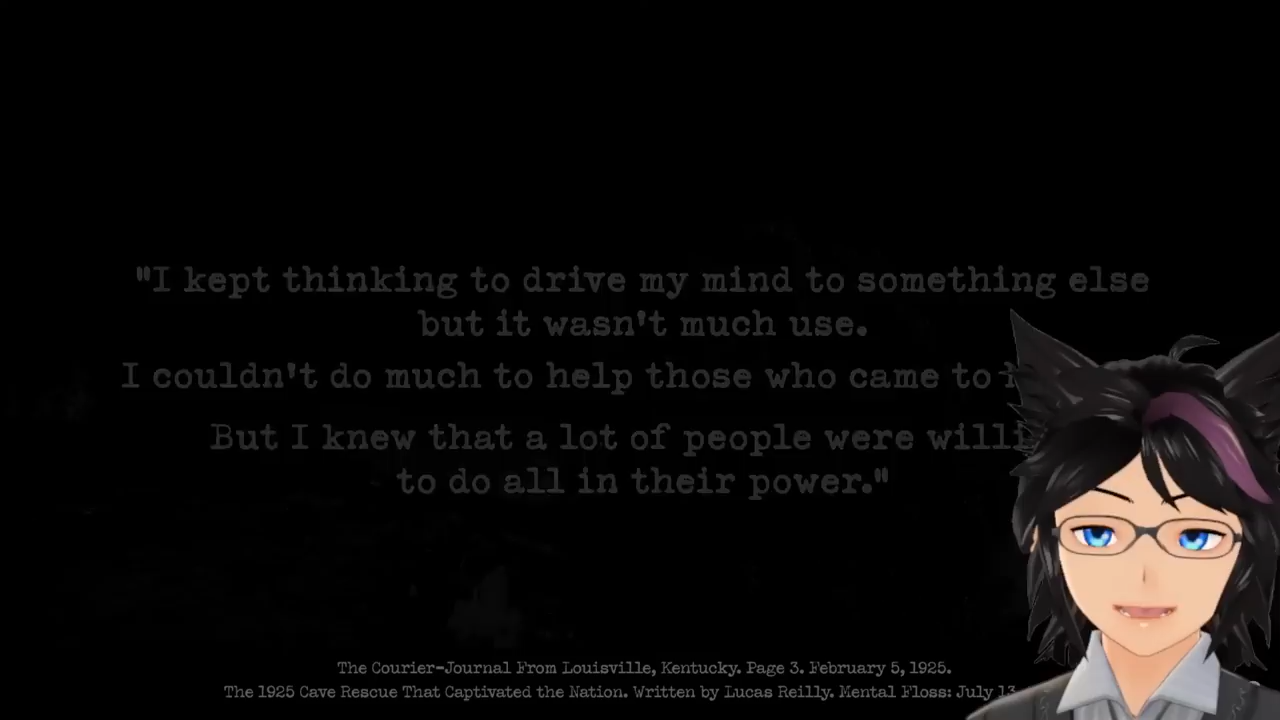 "I kept thinking to drive my mind to something else
but it wasn't much use.
I couldn't do much to help those who came to
But I knew that a lot of people were
to do all in their power."
The Courier-Journal From Louisville, Kentucky. Page 3. February 5, 1925.
The 1925 Cave Rescue That Captivated the Nation. Written by Lucas Reilly. Mental Floss: July 13